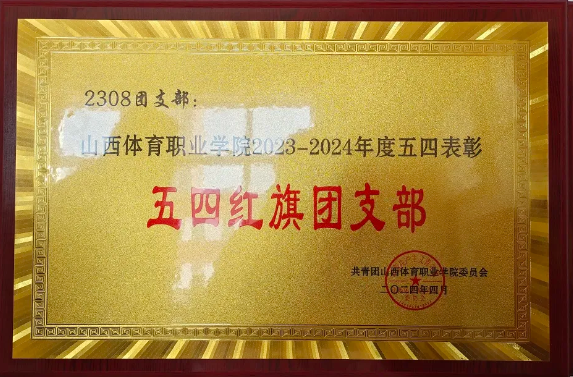 2308团支部：
山西体育职业学院2023-2024年度五四表彰
五四红旗团支部
共青团山西体育职业学院委员会
二〇二四年四月